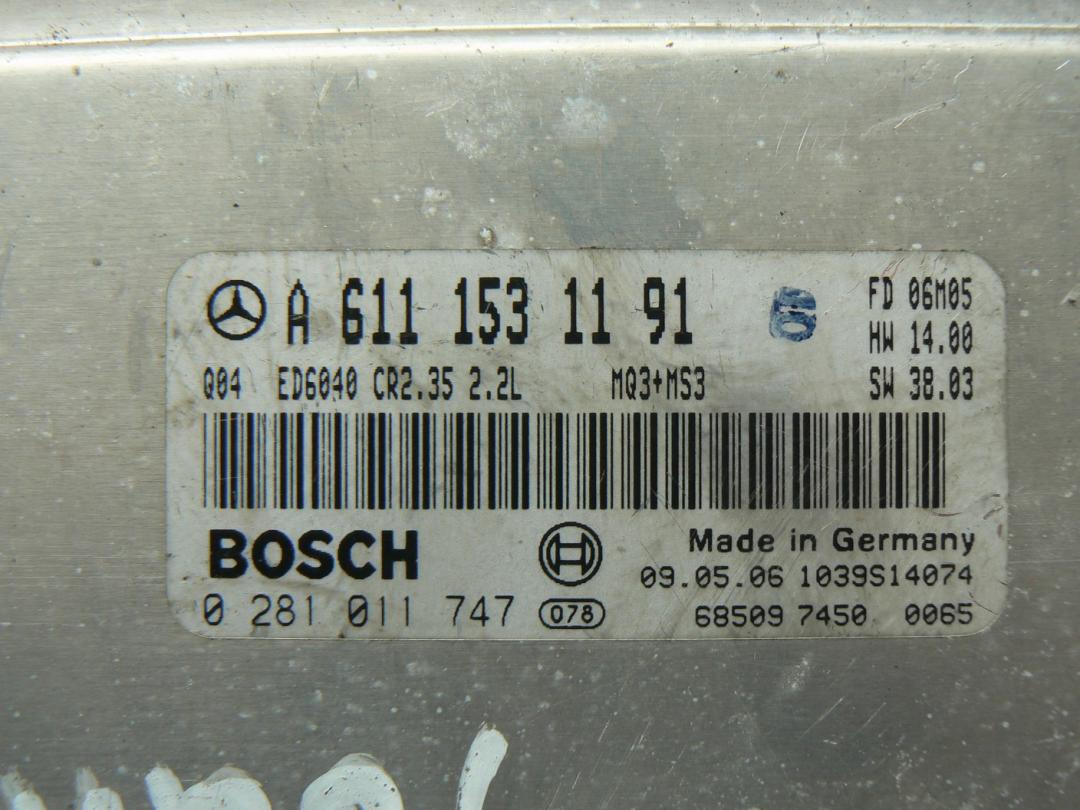 A 611 153 11 91 FD 06M05
HW 14.00
Q04 ED6040 CR2.35 2.2L MQ3+MS3 SW 38.03
BOSCH Made in Germany
09.05.06 1039S14074
0 281 011 747 078 68509 7450 0065